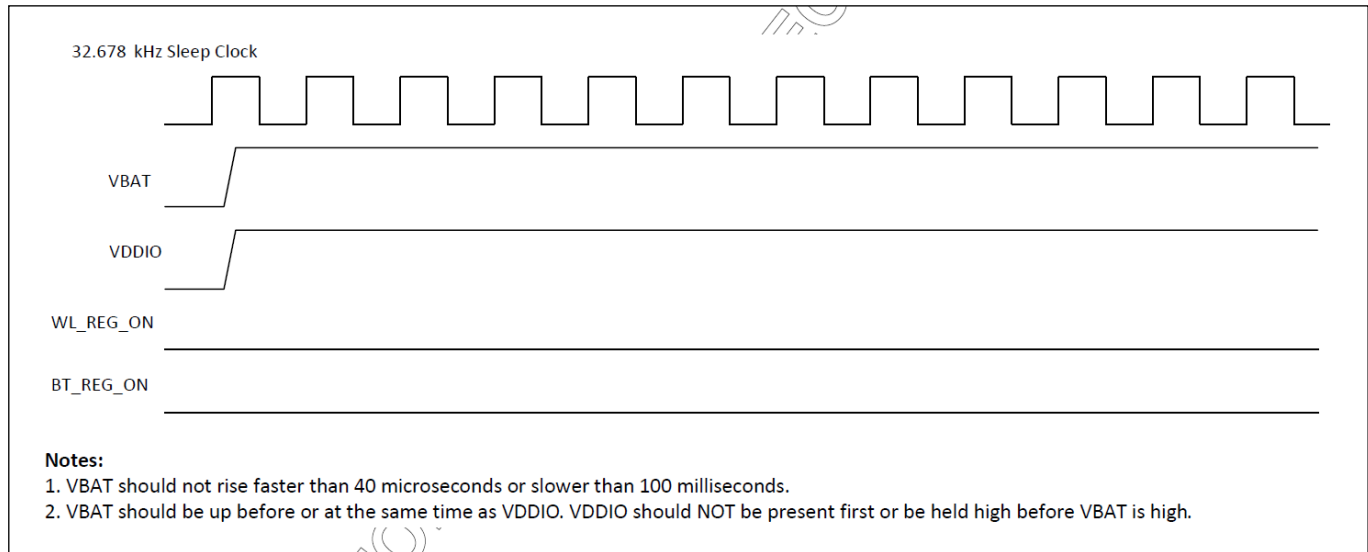 32.678 kHz Sleep Clock
VBAT
VDDIO
WL_REG_ON
BT_REG_ON
Notes:
1. VBAT should not rise faster than 40 microseconds or slower than 100 milliseconds.
2. VBAT should be up before or at the same time as VDDIO. VDDIO should NOT be present first or be held high before VBAT is high.